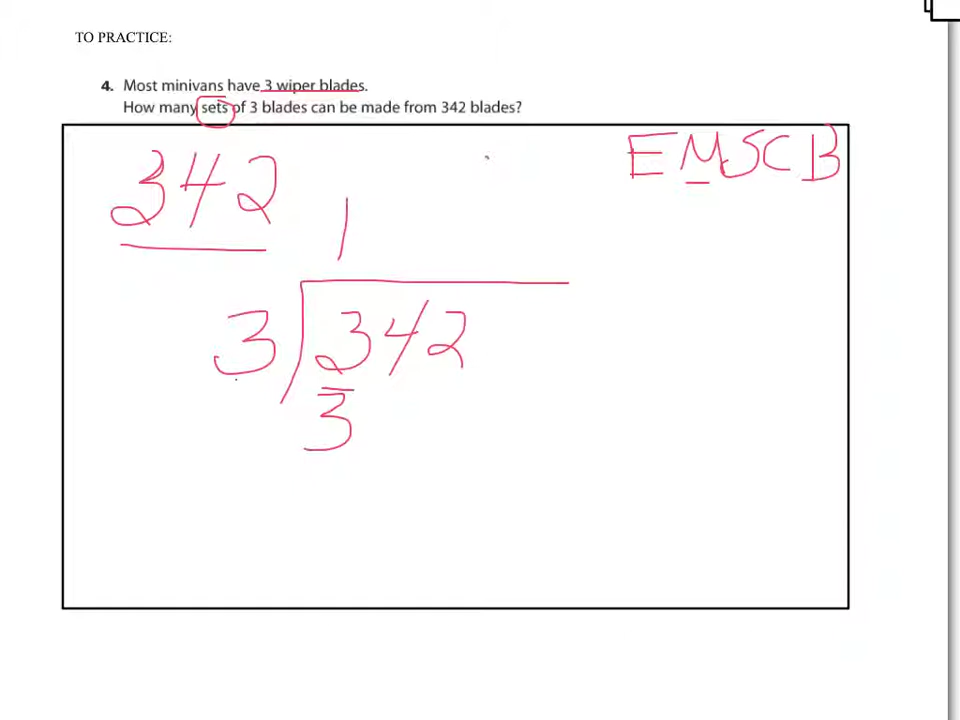 TO PRACTICE:
4. Most minivans have 3 wiper blades.
How many sets of 3 blades can be made from 342 blades?
EMSCB
342
1
3 342
3